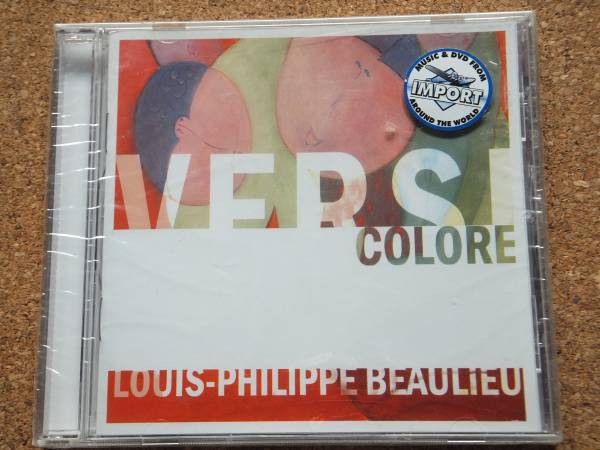 MUSIC & DVD FROM
IMPORT
AROUND THE WORLD
VERSI
COLORE
LOUIS-PHILIPPE BEAULIEU